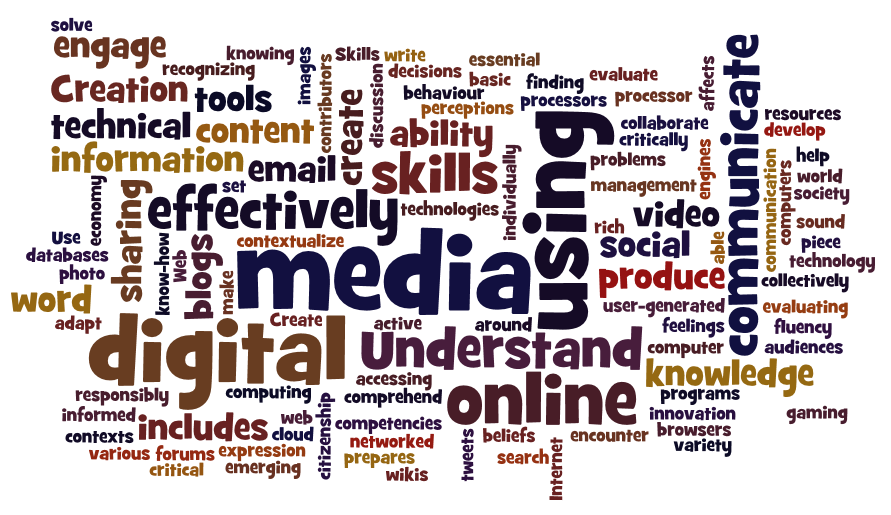 solve
engage
knowing
Skills
write
essential
recognizing
images
contributors
discussion
decisions
basic
finding
evaluate
affects
communicate
Creation
tools
create
behaviour
perceptions
processors
processor
technical
content
ability
using
collaborate
critically
resources
develop
information
email
skills
individually
problems
engines
communication
computers
help
world
society
economy
sharing
set
effectively
technologies
management
rich
video
able
sound
Use
databases
photo
know-how
Web
blogs
contextualize
media
social
piece
technology
word
make
produce
collectively
adapt
digital
Create
active
around
user-generated
feelings
evaluating
fluency
Understand
computer
audiences
accessing
knowledge
responsibly
computing
comprehend
online
programs
informed
includes
web
citizenship
competencies
innovation
gaming
contexts
cloud
networked
tweets
beliefs
encounter
browsers
variety
various
forums
expression
prepares
search
Internet
critical
emerging
wikis